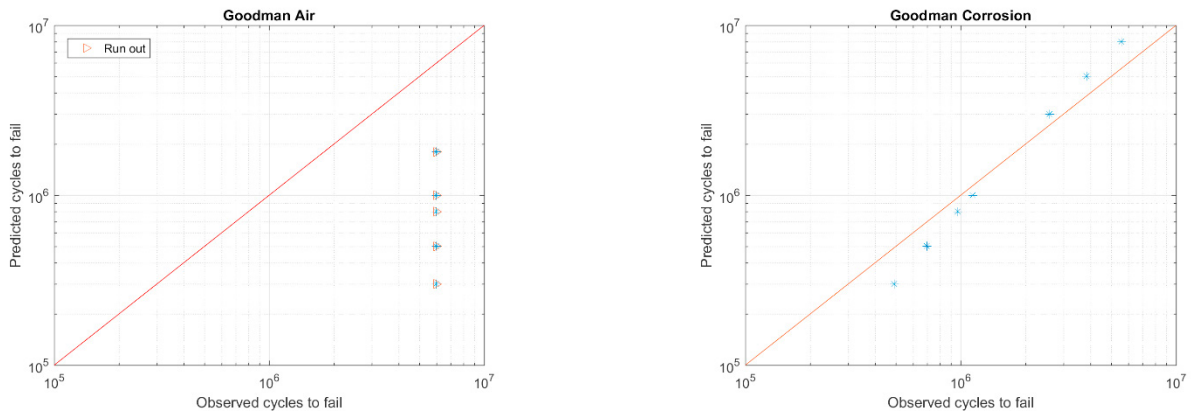 Goodman Air
10^7
Run out
10^6
10^5
10^5
10^6
10^7
Predicted cycles to fail
Observed cycles to fail
Goodman Corrosion
10^7
10^6
10^5
10^5
10^6
10^7
Predicted cycles to fail
Observed cycles to fail